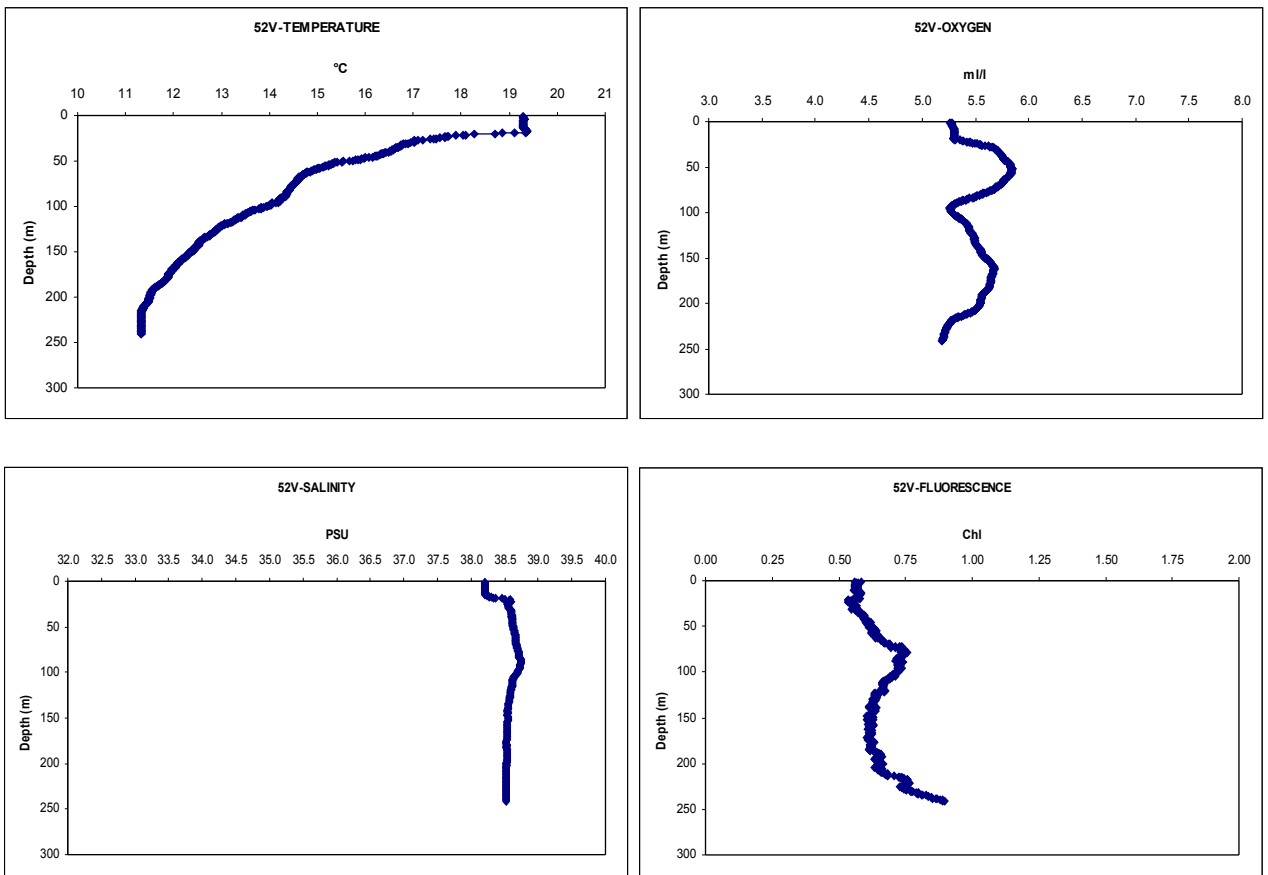 52V-TEMPERATURE
°C
10 11 12 13 14 15 16 17 18 19 20 21
0
50
100
150
200
250
300
Depth (m)
52V-OXYGEN
ml/l
3.0 3.5 4.0 4.5 5.0 5.5 6.0 6.5 7.0 7.5 8.0
0
50
100
150
200
250
300
Depth (m)
52V-SALINITY
PSU
32.0 32.5 33.0 33.5 34.0 34.5 35.0 35.5 36.0 36.5 37.0 37.5 38.0 38.5 39.0 39.5 40.0
0
50
100
150
200
250
300
Depth (m)
52V-FLUORESCENCE
Chl
0.00 0.25 0.50 0.75 1.00 1.25 1.50 1.75 2.00
0
50
100
150
200
250
300
Depth (m)